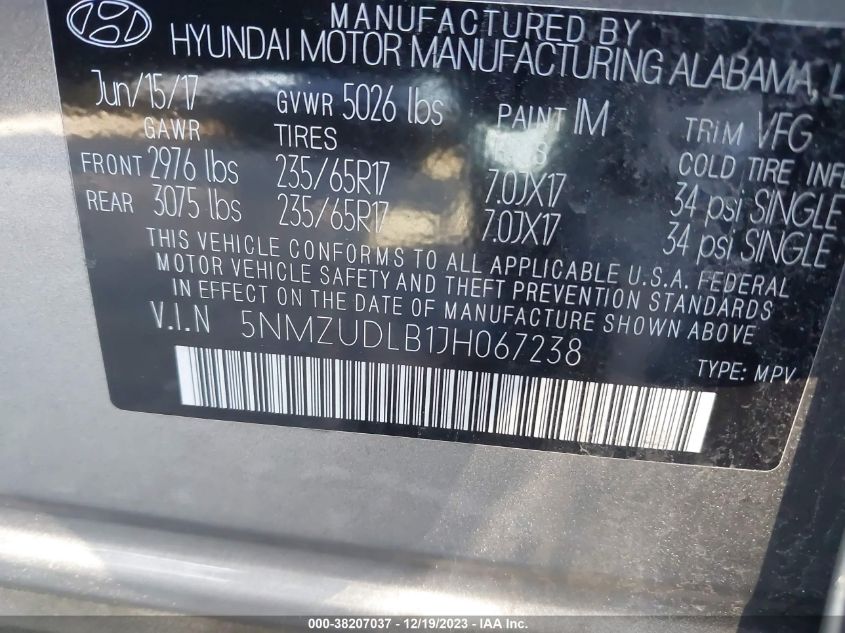 MANUFACTURED BY
HYUNDAI MOTOR MANUFACTURING ALABAMA, L
Jun/15/17 GVWR 5026 lbs PAINT IM TRIM VFG
GAWR TIRES COLD TIRE INF
FRONT 2976 lbs 235/65R17 7.0JX17 34 psi SINGLE
REAR 3075 lbs 235/65R17 7.0JX17 34 psi SINGLE
THIS VEHICLE CONFORMS TO ALL APPLICABLE U.S.A. FEDERAL
MOTOR VEHICLE SAFETY AND THEFT PREVENTION STANDARDS
IN EFFECT ON THE DATE OF MANUFACTURE SHOWN ABOVE
V.I.N 5NMZUDLB1JH067238
TYPE: MPV
000-38207037 - 12/19/2023 - IAA Inc.